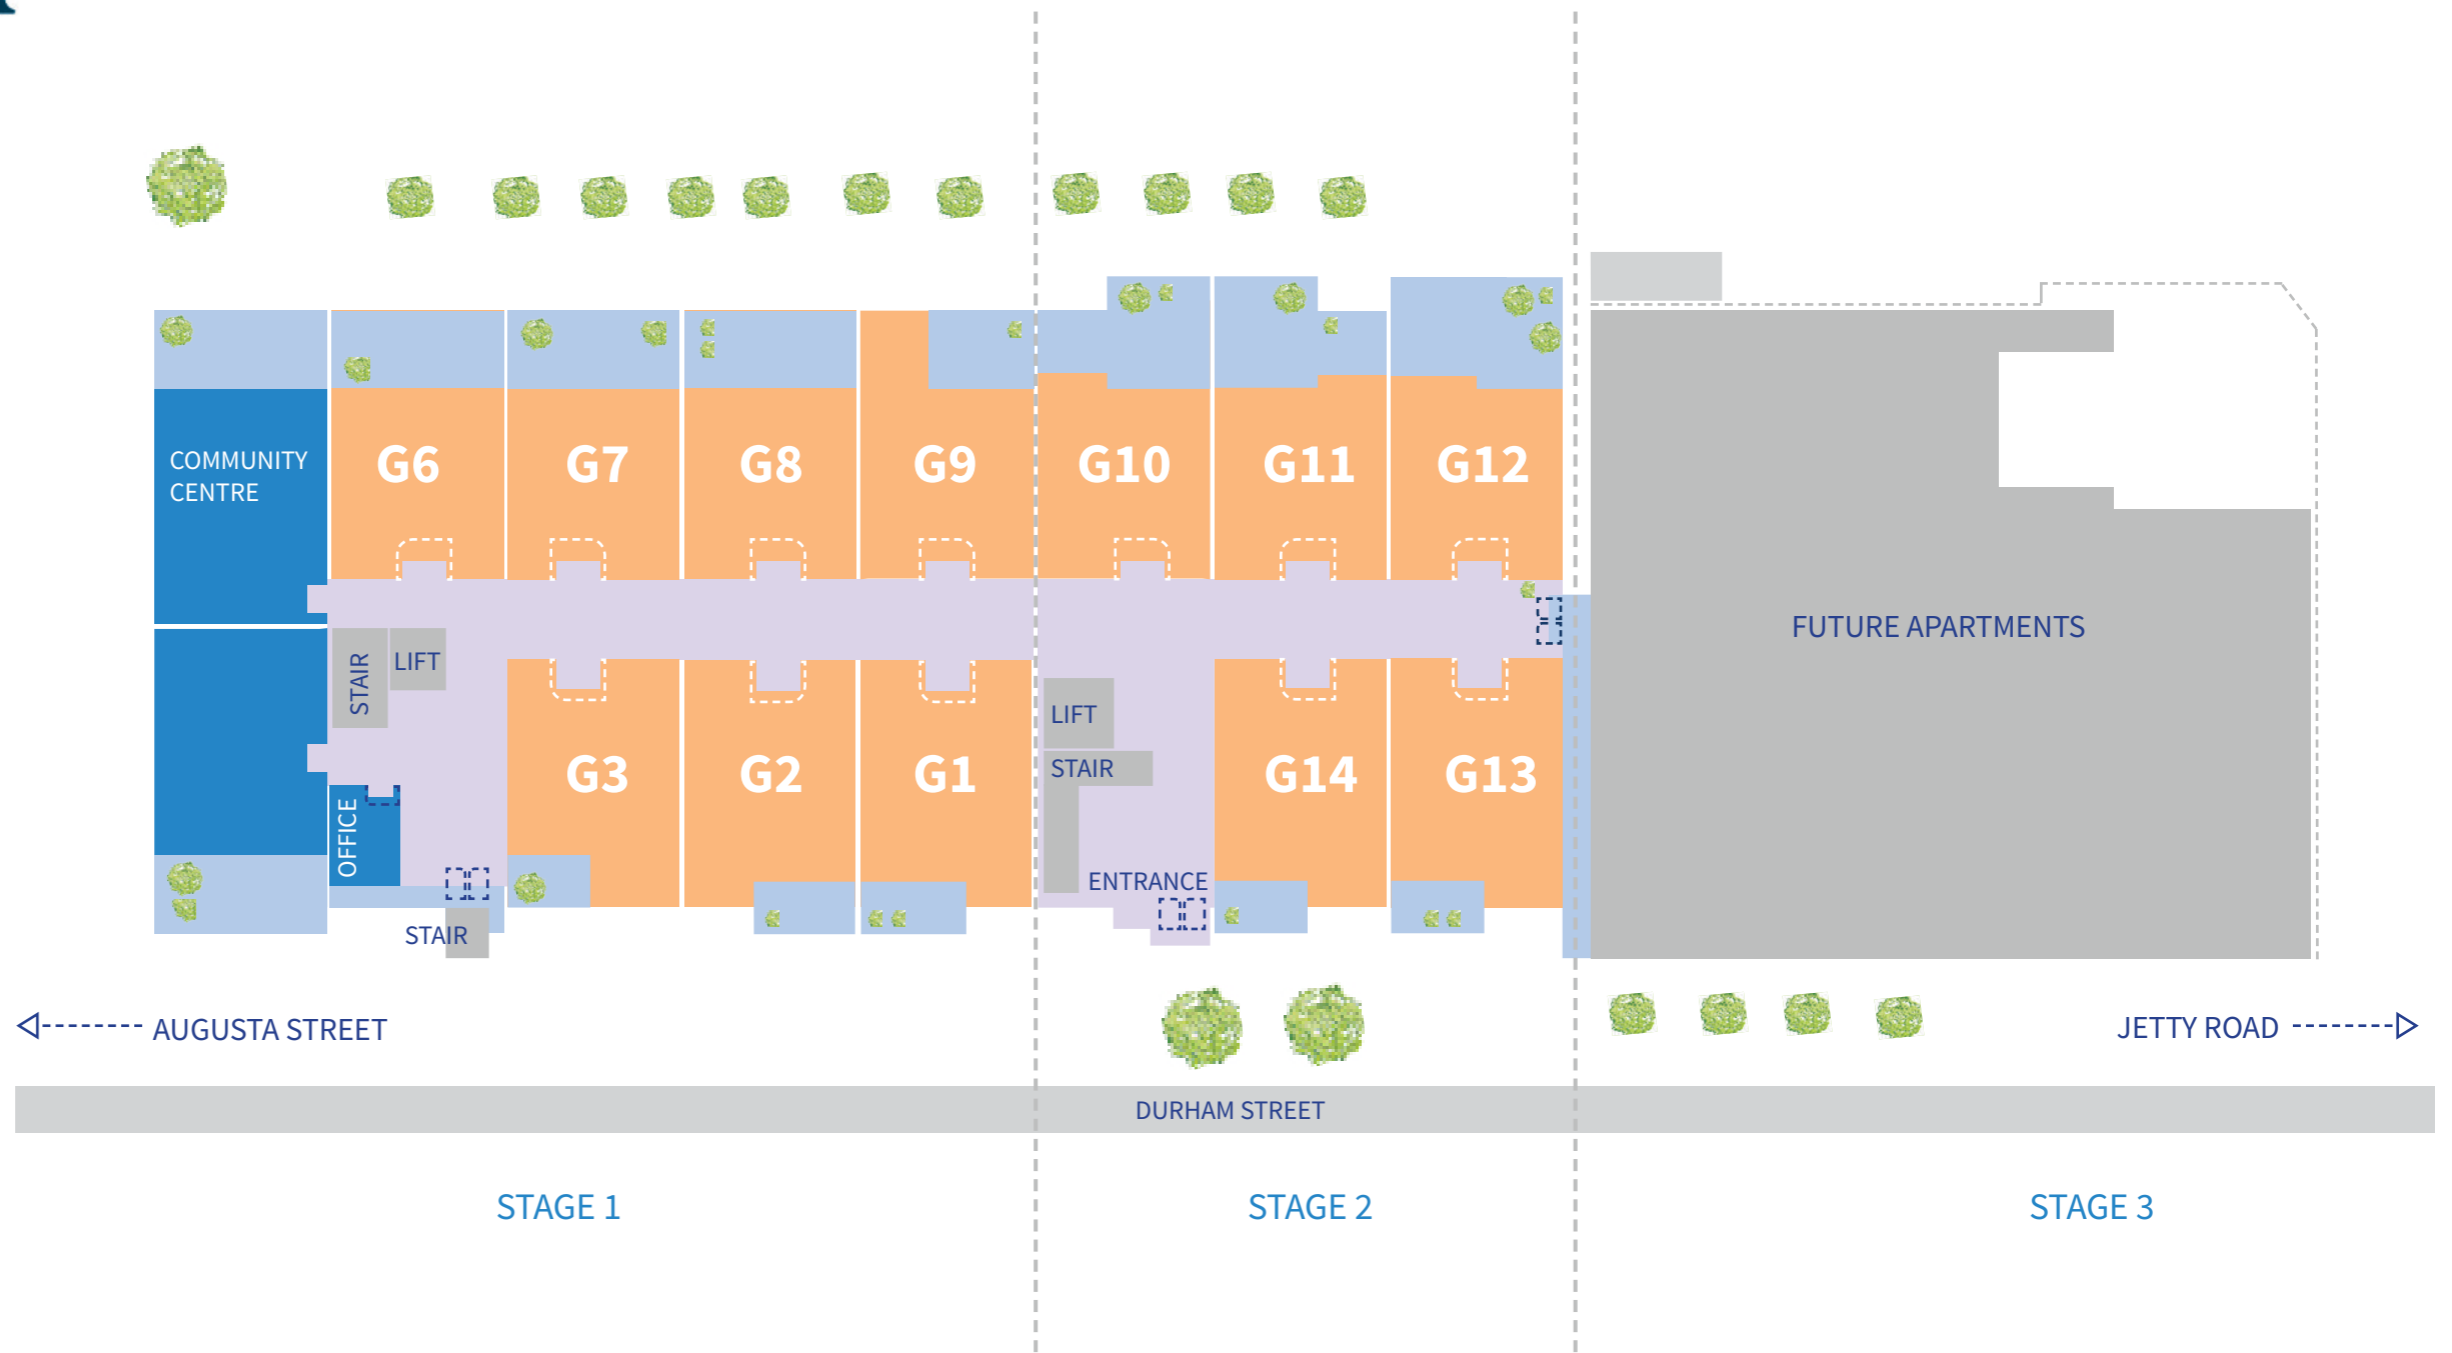 COMMUNITY
CENTRE
G6
G7
G8
G9
G10
G11
G12
FUTURE APARTMENTS
STAIR
LIFT
LIFT
STAIR
G3
G2
G1
G14
G13
OFFICE
ENTRANCE
STAIR
AUGUSTA STREET
JETTY ROAD
DURHAM STREET
STAGE 1
STAGE 2
STAGE 3